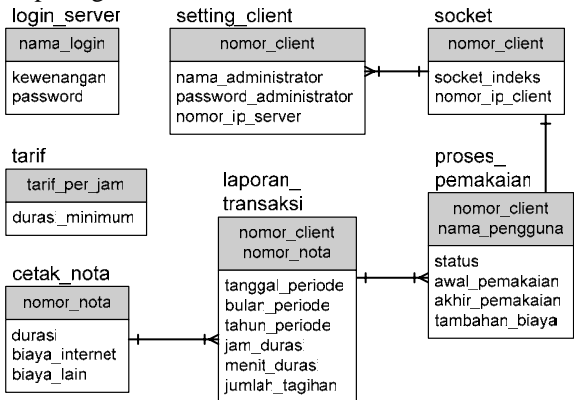 login_server
nama_login
kewenangan
password
setting_client
nomor_client
nama_administrator
password_administrator
nomor_ip_server
socket
nomor_client
socket_indeks
nomor_ip_client
tarif
tarif_per_jam
durasi_minimum
laporan_
transaksi
nomor_client
nomor_nota
tanggal_periode
bulan_periode
tahun_periode
jam_durasi
menit_durasi
jumlah_tagihan
proses_
pemakaian
nomor_client
nama_pengguna
status
awal_pemakaian
akhir_pemakaian
tambahan_biaya
cetak_nota
nomor_nota
durasi
biaya_internet
biaya_lain